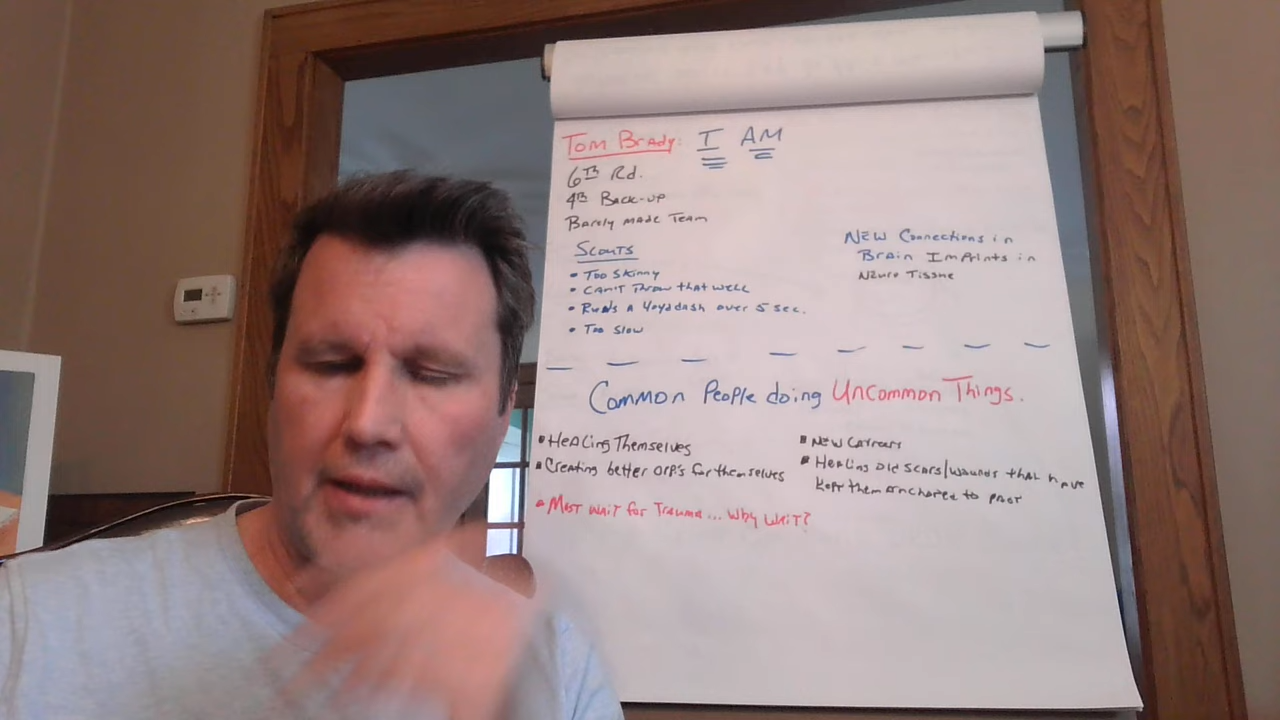 Tom Brady: I AM
6TH Rd.
4th Back-up
Barely made Team
Scouts
• Too Skinny
• Can't Throw that well
• Runs A 40yd dash over 5 sec.
• Too Slow
New Connections in
Brain Imprints in
Neuro Tissue
Common People doing Uncommon Things.
• Healing Themselves
• Creating better Opp's for themselves
• Most wait for Trauma... Why Wait?
• New Careers
• Healing old Scars/wounds that have
kept them anchored to past